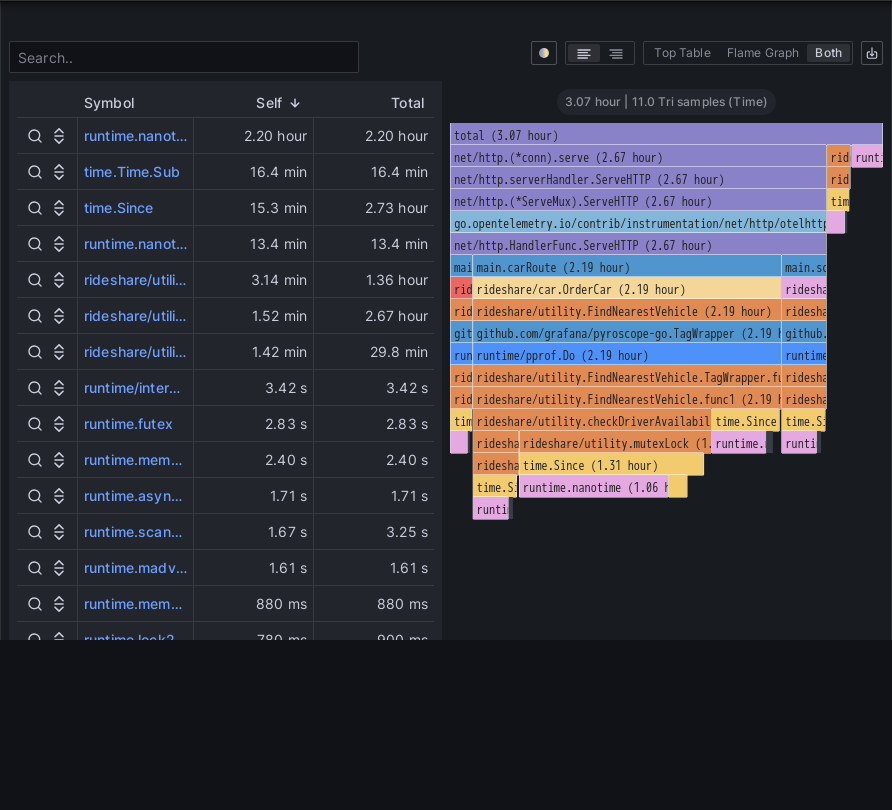 Search..
Top Table Flame Graph Both
Symbol Self Total
runtime.nanot... 2.20 hour 2.20 hour
time.Time.Sub 16.4 min 16.4 min
time.Since 15.3 min 2.73 hour
runtime.nanot... 13.4 min 13.4 min
rideshare/utili... 3.14 min 1.36 hour
rideshare/utili... 1.52 min 2.67 hour
rideshare/utili... 1.42 min 29.8 min
runtime/inter... 3.42 s 3.42 s
runtime.futex 2.83 s 2.83 s
runtime.mem... 2.40 s 2.40 s
runtime.asyn... 1.71 s 1.71 s
runtime.scan... 1.67 s 3.25 s
runtime.madv... 1.61 s 1.61 s
runtime.mem... 880 ms 880 ms
runtime.lock2 780 ms 900 ms
3.07 hour | 11.0 Tri samples (Time)
total (3.07 hour)
net/http.(*conn).serve (2.67 hour) rid runt
net/http.serverHandler.ServeHTTP (2.67 hour) rid
net/http.(*ServeMux).ServeHTTP (2.67 hour) tim
go.opentelemetry.io/contrib/instrumentation/net/http/otelhttp
net/http.HandlerFunc.ServeHTTP (2.67 hour)
mai main.carRoute (2.19 hour) main.sc
rid rideshare/car.OrderCar (2.19 hour) ridesha
rid rideshare/utility.FindNearestVehicle (2.19 hour) ridesha
git github.com/grafana/pyroscope-go.TagWrapper (2.19 h github.
run runtime/pprof.Do (2.19 hour) runtime
rid rideshare/utility.FindNearestVehicle.TagWrapper.fu ridesha
rid rideshare/utility.FindNearestVehicle.func1 (2.19 h ridesha
tim rideshare/utility.checkDriverAvailabil time.Since time.Si
ridesha rideshare/utility.mutexLock (1. runtime. runti
ridesha time.Since (1.31 hour)
time.Si runtime.nanotime (1.06 h
runti